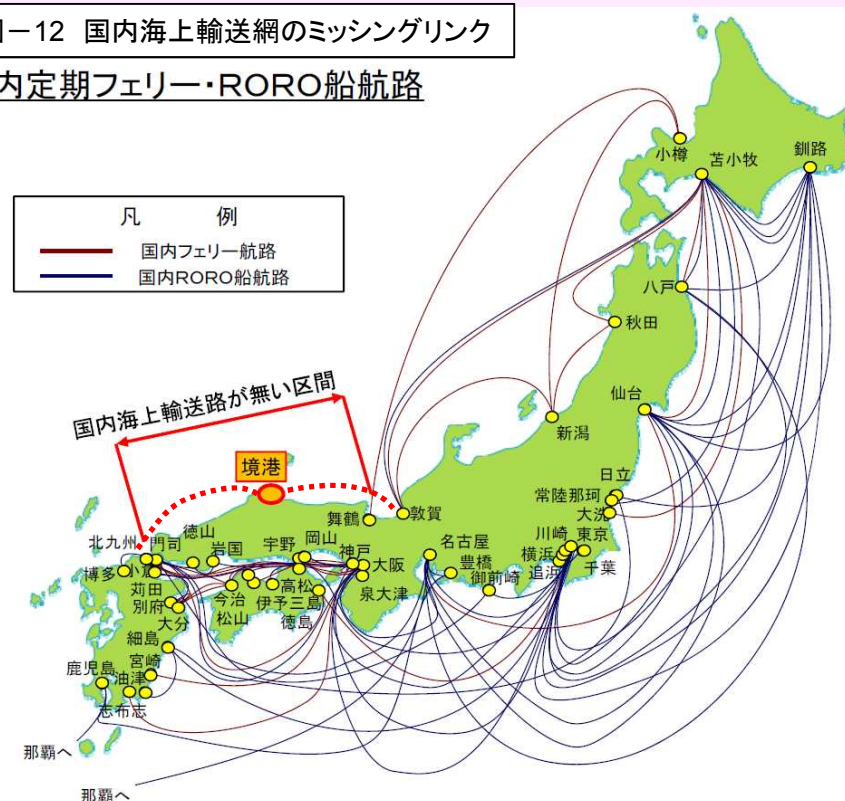 図－12 国内海上輸送網のミッシングリンク
内定期フェリー・RORO船航路
凡 例
国内フェリー航路
国内RORO船航路
国内海上輸送路が無い区間
境港
小樽
苫小牧
釧路
八戸
秋田
仙台
新潟
日立
常陸那珂
大洗
川崎
東京
横浜
追浜
千葉
舞鶴
敦賀
名古屋
豊橋
御前崎
北九州
門司
徳山
岩国
宇野
岡山
神戸
大阪
泉大津
博多
小倉
苅田
別府
大分
今治
松山
高松
伊予三島
徳島
細島
宮崎
鹿児島
油津
志布志
那覇へ
那覇へ